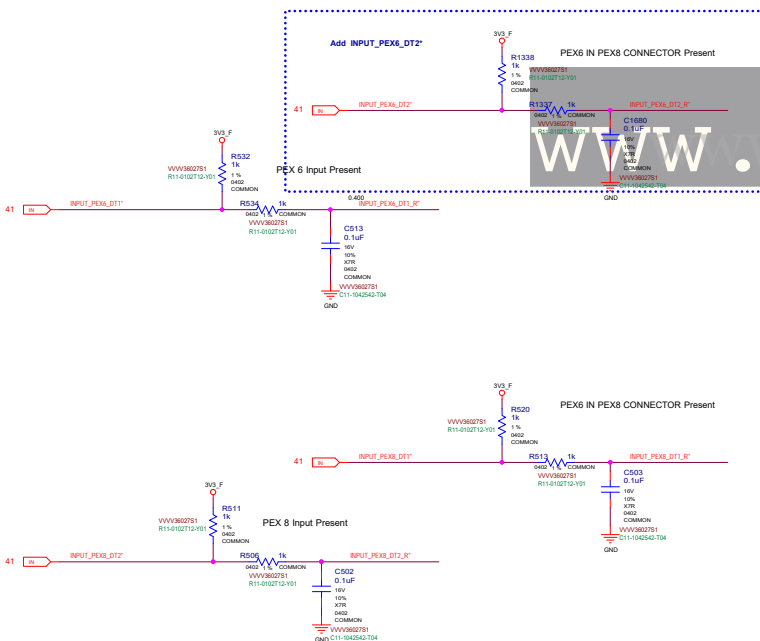 Add INPUT_PEX6_DT2*
3V3_F
R1338
1k
1 %
0402
COMMON
VVVV36027S1
R11-0102T12-Y01
PEX6 IN PEX8 CONNECTOR Present
41 IN INPUT_PEX6_DT2* R1337 1k INPUT_PEX6_DT2_R*
0402 1 % COMMON
VVVV36027S1
R11-0102T12-Y01
C1680
0.1uF
16V
10%
X7R
0402
COMMON
VVVV36027S1
C11-1042542-T04
GND
www.
3V3_F
R532
1k
1 %
0402
COMMON
VVVV36027S1
R11-0102T12-Y01
PEX 6 Input Present
0.400
41 IN INPUT_PEX6_DT1* R534 1k INPUT_PEX6_DT1_R*
0402 1 % COMMON
VVVV36027S1
R11-0102T12-Y01
C513
0.1uF
16V
10%
X7R
0402
COMMON
VVVV36027S1
C11-1042542-T04
GND
3V3_F
R520
1k
1 %
0402
COMMON
VVVV36027S1
R11-0102T12-Y01
PEX6 IN PEX8 CONNECTOR Present
41 IN INPUT_PEX8_DT1* R513 1k INPUT_PEX8_DT1_R*
0402 1 % COMMON
VVVV36027S1
R11-0102T12-Y01
C503
0.1uF
16V
10%
X7R
0402
COMMON
VVVV36027S1
C11-1042542-T04
GND
3V3_F
R511
1k
1 %
0402
COMMON
VVVV36027S1
R11-0102T12-Y01
PEX 8 Input Present
41 IN INPUT_PEX8_DT2* R506 1k INPUT_PEX8_DT2_R*
0402 1 % COMMON
VVVV36027S1
R11-0102T12-Y01
C502
0.1uF
16V
10%
X7R
0402
COMMON
VVVV36027S1
C11-1042542-T04
GND